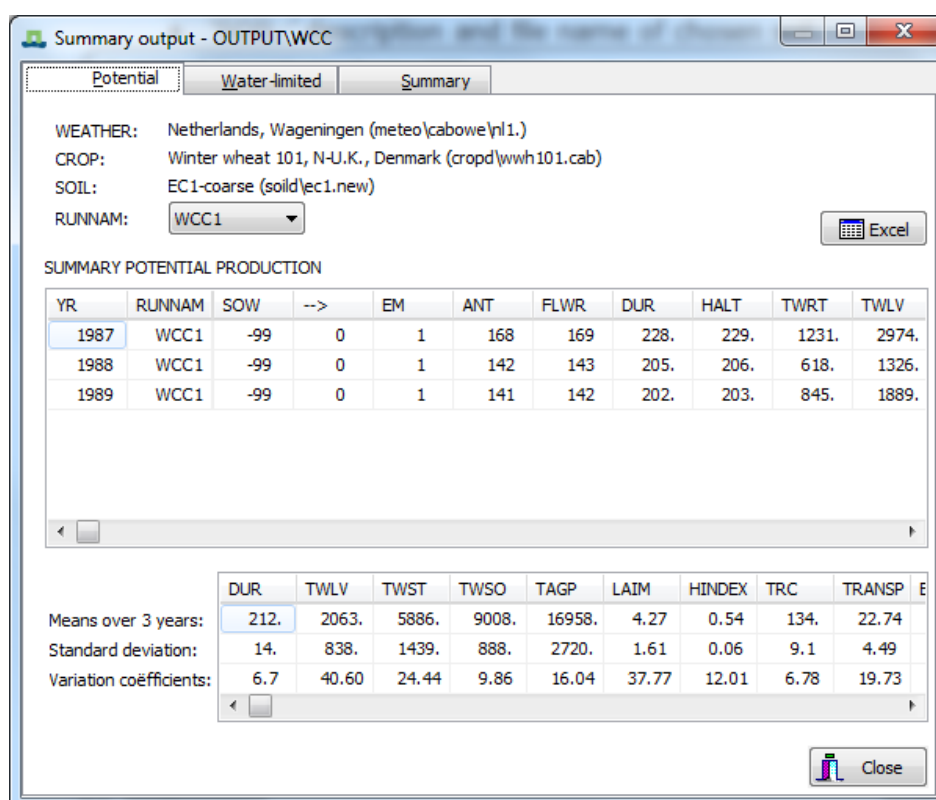 Summary output - OUTPUT\WCC
Potential Water-limited Summary
WEATHER: Netherlands, Wageningen (meteo\cabowe\nl1.)
CROP: Winter wheat 101, N-U.K., Denmark (cropd\wwh101.cab)
SOIL: EC1-coarse (soild\ec1.new)
RUNNAM: WCC1
Excel
SUMMARY POTENTIAL PRODUCTION
YR RUNNAM SOW --> EM ANT FLWR DUR HALT TWRT TWLV
1987 WCC1 -99 0 1 168 169 228. 229. 1231. 2974.
1988 WCC1 -99 0 1 142 143 205. 206. 618. 1326.
1989 WCC1 -99 0 1 141 142 202. 203. 845. 1889.
DUR TWLV TWST TWSO TAGP LAIM HINDEX TRC TRANSP E
Means over 3 years: 212. 2063. 5886. 9008. 16958. 4.27 0.54 134. 22.74
Standard deviation: 14. 838. 1439. 888. 2720. 1.61 0.06 9.1 4.49
Variation coëfficients: 6.7 40.60 24.44 9.86 16.04 37.77 12.01 6.78 19.73
Close